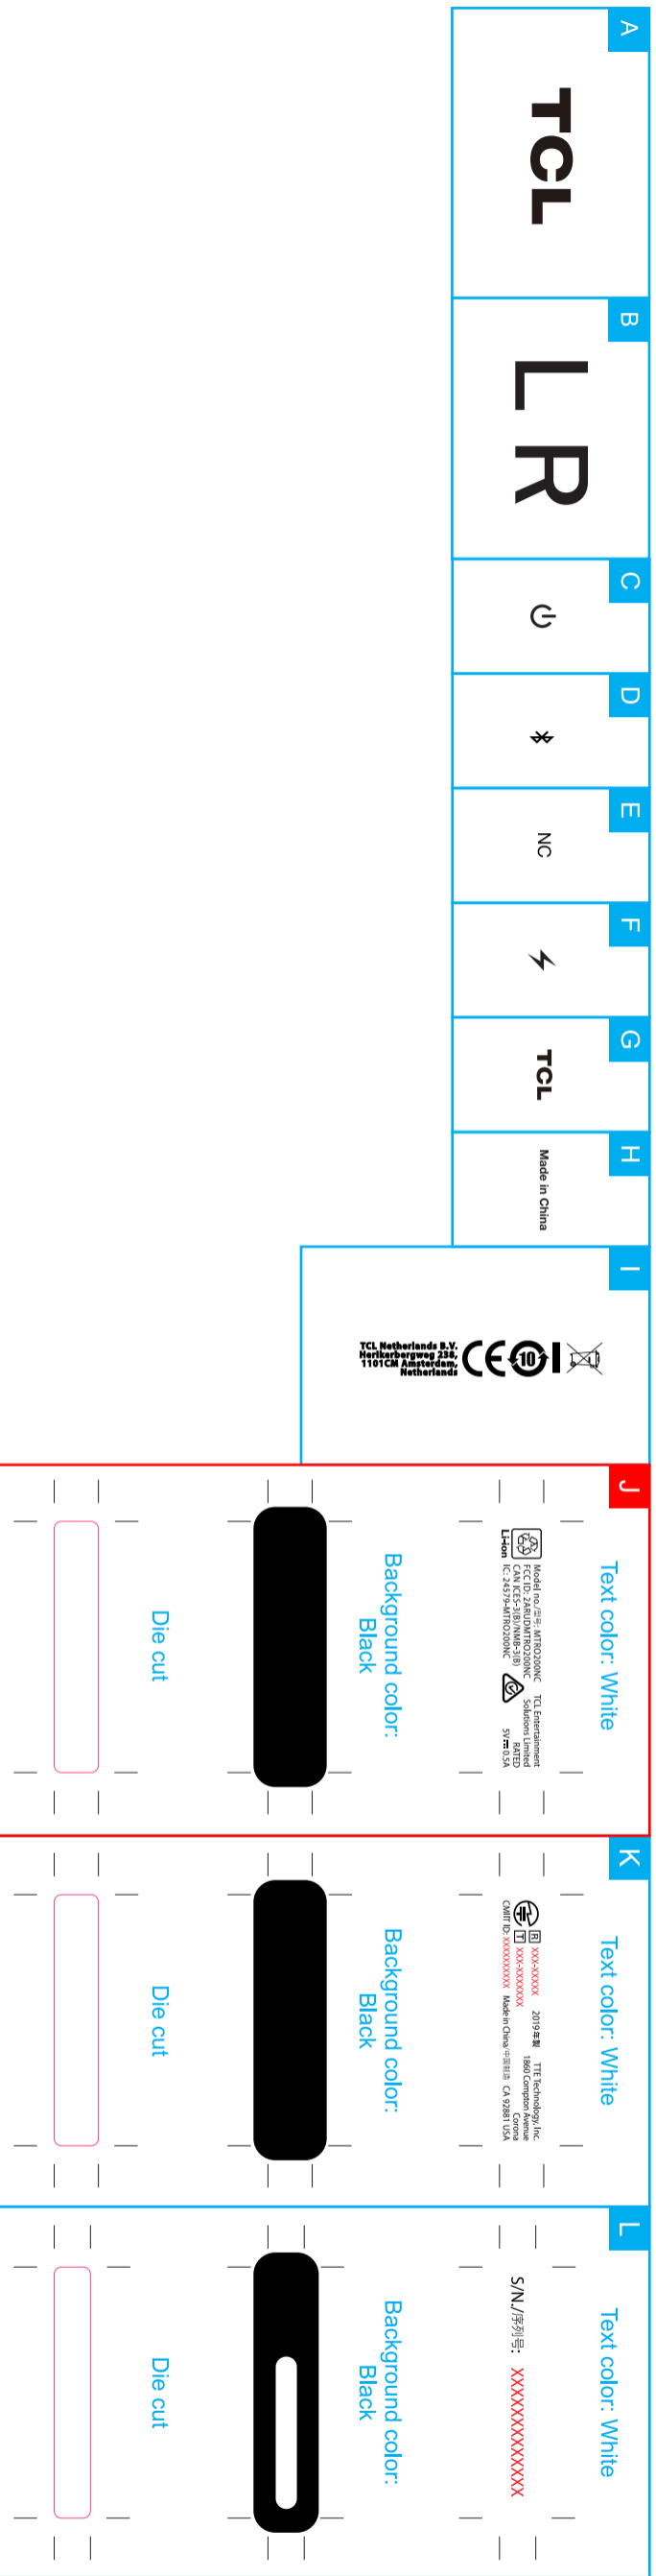 A
TCL
B
L R
C
D
E
NC
F
G
TCL
H
Made in China
I
10
TCL Netherlands B.V.
Herikerbergweg 238,
1101CM Amsterdam,
Netherlands
J
Text color: White
Li-ion
Model no./型号: MTRO200NC
FCC ID: 2ARUDMTRO200NC
CAN ICES-3(B)/NMB-3(B)
IC: 24579-MTRO200NC
TCL Entertainment
Solutions Limited
RATED
5V 0.5A
Background color:
Black
Die cut
K
Text color: White
R XXX-XXXXX
T XXX-XXXXXXX
CMIIT ID: XXXXXXXXXX
2019年製
Made in China/中国制造
TTE Technology, Inc.
1860 Compton Avenue
Corona
CA 92881 USA
Background color:
Black
Die cut
L
Text color: White
S/N./序列号: XXXXXXXXXXXXXX
Background color:
Black
Die cut